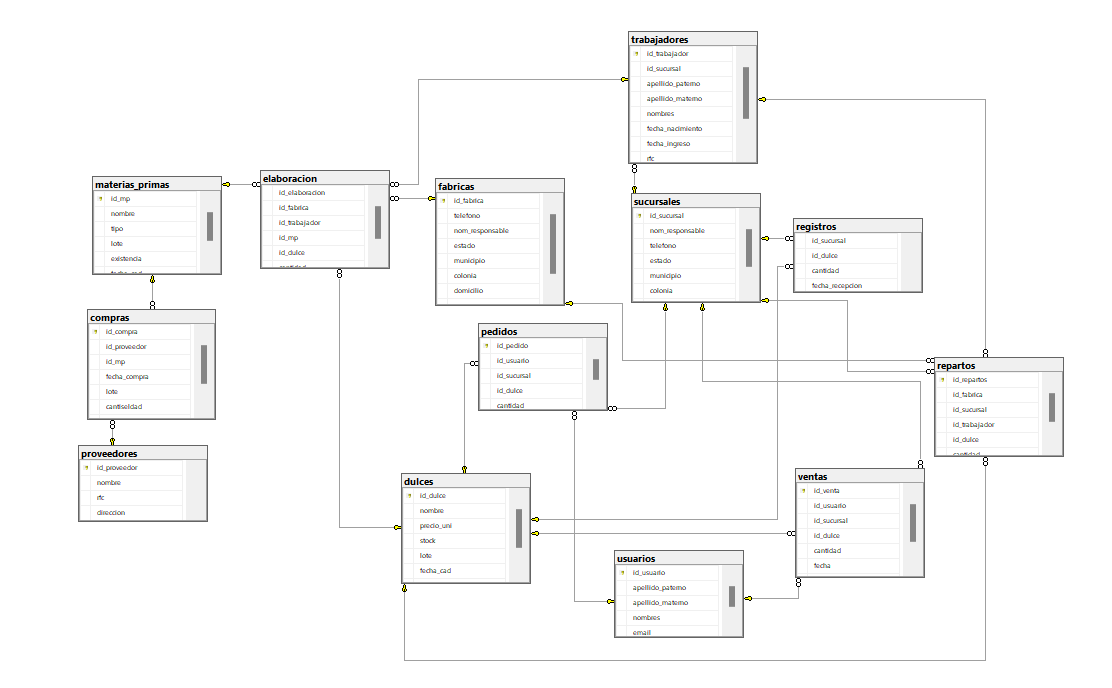 trabajadores
id_trabajador
id_sucursal
apellido_paterno
apellido_materno
nombres
fecha_nacimiento
fecha_ingreso
rfc
materias_primas
id_mp
nombre
tipo
lote
existencia
elaboracion
id_elaboracion
id_fabrica
id_trabajador
id_mp
id_dulce
fabricas
id_fabrica
telefono
nom_responsable
estado
municipio
colonia
domicilio
sucursales
id_sucursal
nom_responsable
telefono
estado
municipio
colonia
registros
id_sucursal
id_dulce
cantidad
fecha_recepcion
compras
id_compra
id_proveedor
id_mp
fecha_compra
lote
cantiseldad
pedidos
id_pedido
id_usuario
id_sucursal
id_dulce
cantidad
repartos
id_repartos
id_fabrica
id_sucursal
id_trabajador
id_dulce
cantidad
proveedores
id_proveedor
nombre
rfc
direccion
dulces
id_dulce
nombre
precio_uni
stock
lote
fecha_cad
ventas
id_venta
id_usuario
id_sucursal
id_dulce
cantidad
fecha
usuarios
id_usuario
apellido_paterno
apellido_materno
nombres
email